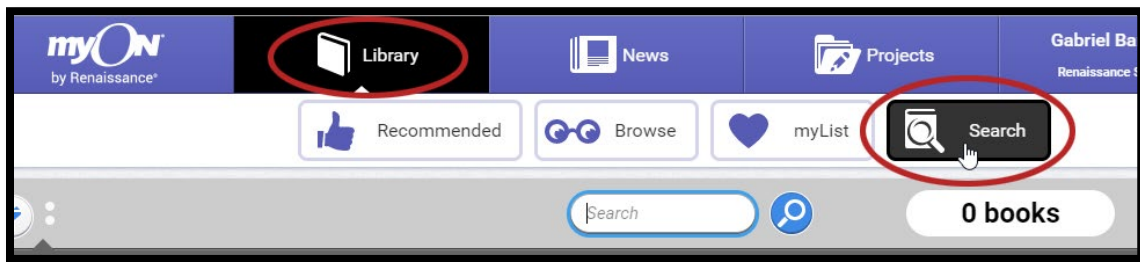 myON
by Renaissance®
Library
News
Projects
Gabriel Ba
Renaissance S
Recommended
Browse
myList
Search
Search
0 books